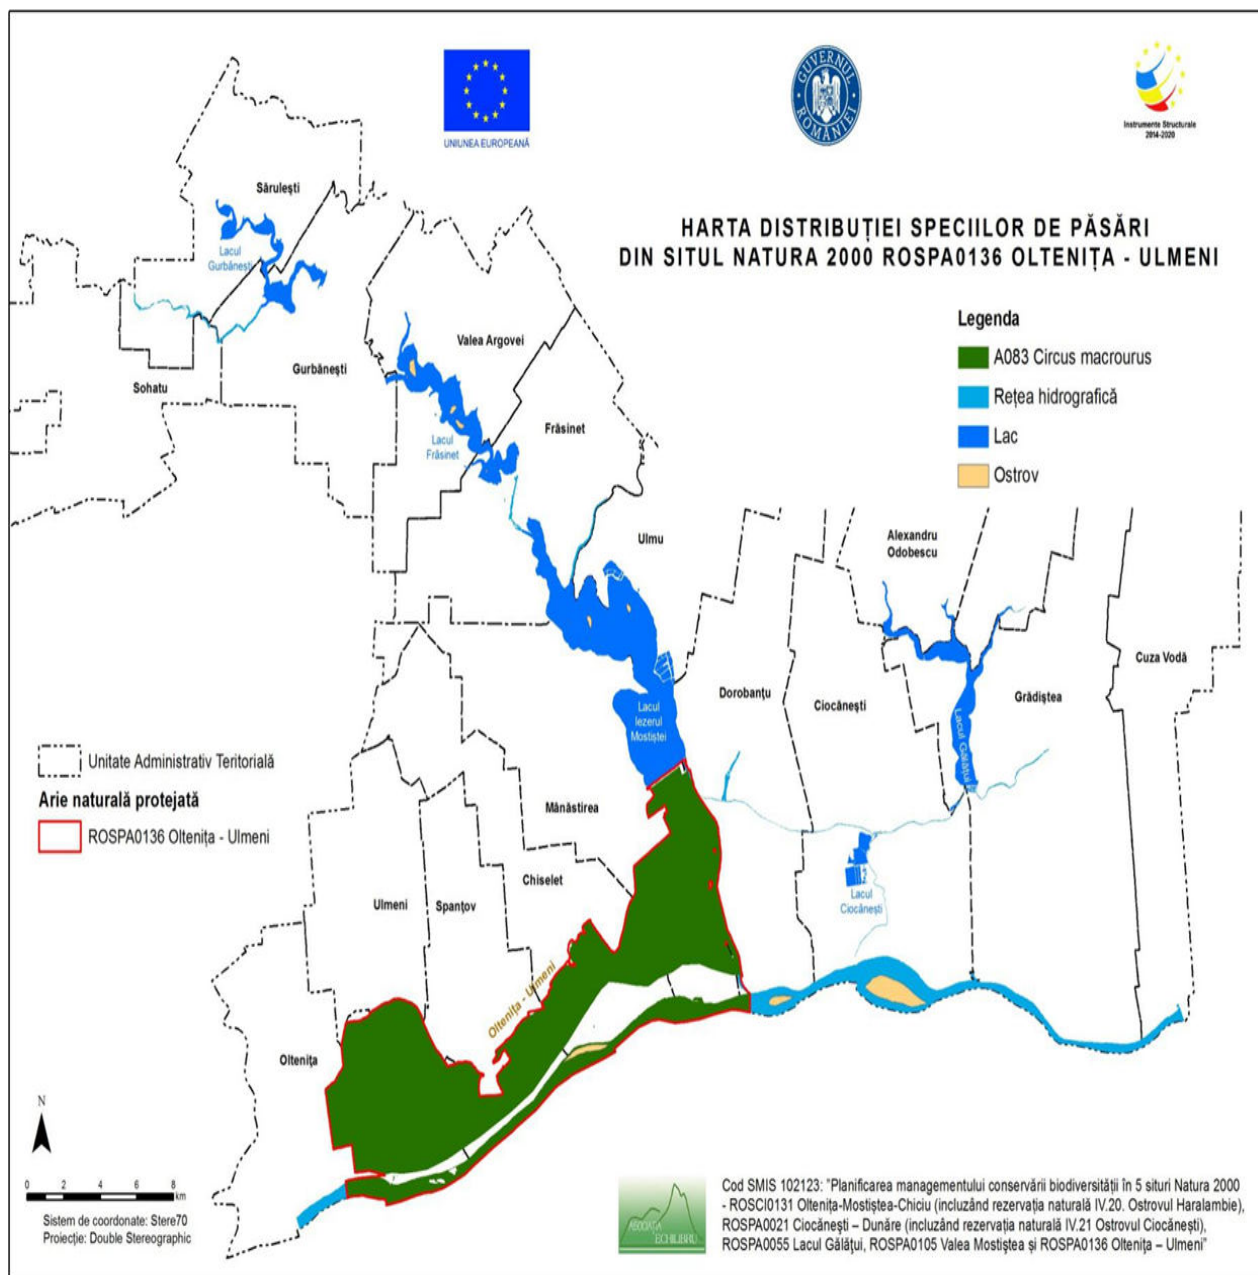 UNIUNEA EUROPEANĂ
GUVERNUL ROMÂNIEI
Instrumente Structurale
2014-2020
HARTA DISTRIBUȚIEI SPECIILOR DE PĂSĂRI
DIN SITUL NATURA 2000 ROSPA0136 OLTENIȚA - ULMENI
Legenda
A083 Circus macrourus
Rețea hidrografică
Lac
Ostrov
Sărulești
Lacul
Gurbănești
Valea Argovei
Gurbănești
Sohatu
Lacul
Frăsinet
Frăsinet
Ulmu
Alexandru
Odobescu
Cuza Vodă
Dorobanțu
Ciocănești
Grădiștea
Lacul
Iezerul
Mostiștei
Lacul Gălățui
Unitate Administrativ Teritorială
Arie naturală protejată
ROSPA0136 Oltenița - Ulmeni
Mânăstirea
Chiselet
Ulmeni
Spanțov
Lacul
Ciocănești
Oltenița - Ulmeni
Oltenița
N
0 2 4 6 8
km
Sistem de coordonate: Stere70
Proiecție: Double Stereographic
ASOCIAȚIA
ECHILIBRU
Cod SMIS 102123: "Planificarea managementului conservării biodiversității în 5 situri Natura 2000
- ROSCI0131 Oltenița-Mostiștea-Chiciu (incluzând rezervația naturală IV.20. Ostrovul Haralambie),
ROSPA0021 Ciocănești – Dunăre (incluzând rezervația naturală IV.21 Ostrovul Ciocănești),
ROSPA0055 Lacul Gălățui, ROSPA0105 Valea Mostiștea și ROSPA0136 Oltenița – Ulmeni"